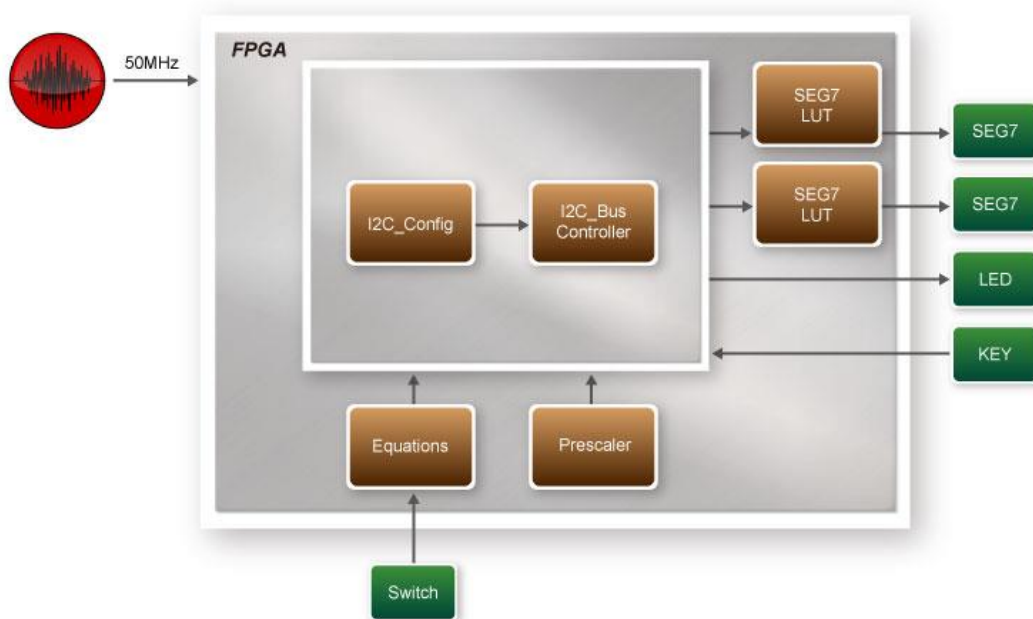 FPGA
50MHz
SEG7
LUT
SEG7
SEG7
LUT
SEG7
I2C_Config
I2C_Bus
Controller
LED
KEY
Equations
Prescaler
Switch